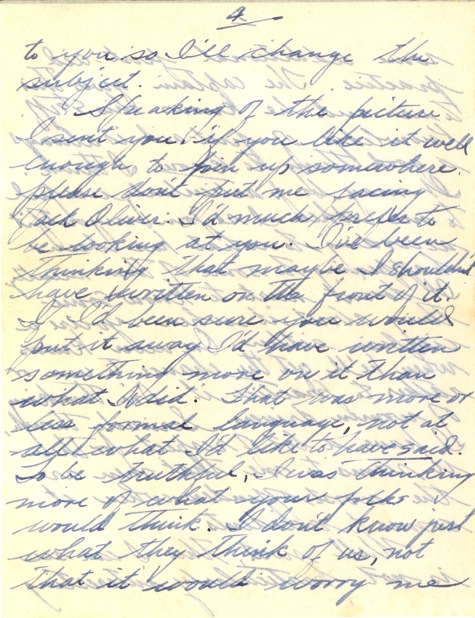 4
to you so I'll change the
subject.
Speaking of the picture
I sent you: if you like it well
enough to pin up somewhere
please don't put me facing
Oliver. I'd much prefer to
be looking at you. I've been
thinking that maybe I shouldn't
have written on the front of it.
If I'd been sure you would
put it away I'd have written
something more on it than
what I did. That was more or
less formal language, not at
all what I'd like to have said.
To be truthful, I was thinking
more of what your folks
would think. I don't know just
what they think of us, not
that it would worry me